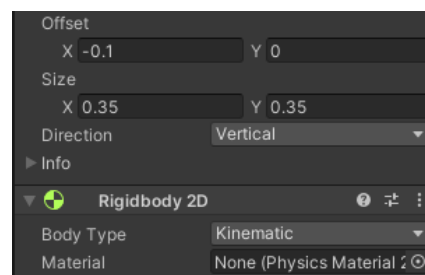 Offset
X -0.1 Y 0
Size
X 0.35 Y 0.35
Direction Vertical
Info
Rigidbody 2D
Body Type Kinematic
Material None (Physics Material 2